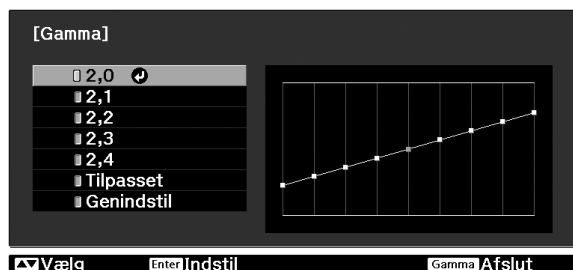 [Gamma]
2,0
2,1
2,2
2,3
2,4
Tilpasset
Genindstil
Vælg Enter Indstil Gamma Afslut